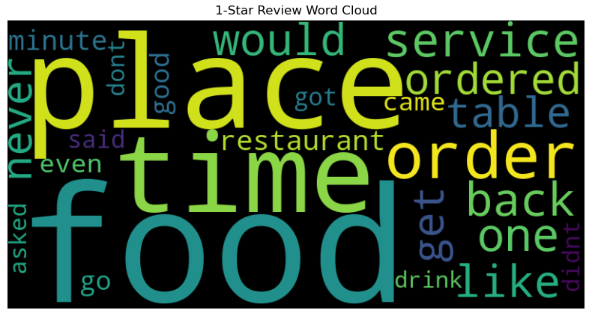 1-Star Review Word Cloud
minute
dont
good
would
service
place
got
came
ordered
never
said
restaurant
table
even
time
order
asked
go
food
get
back
one
drink
like
didnt